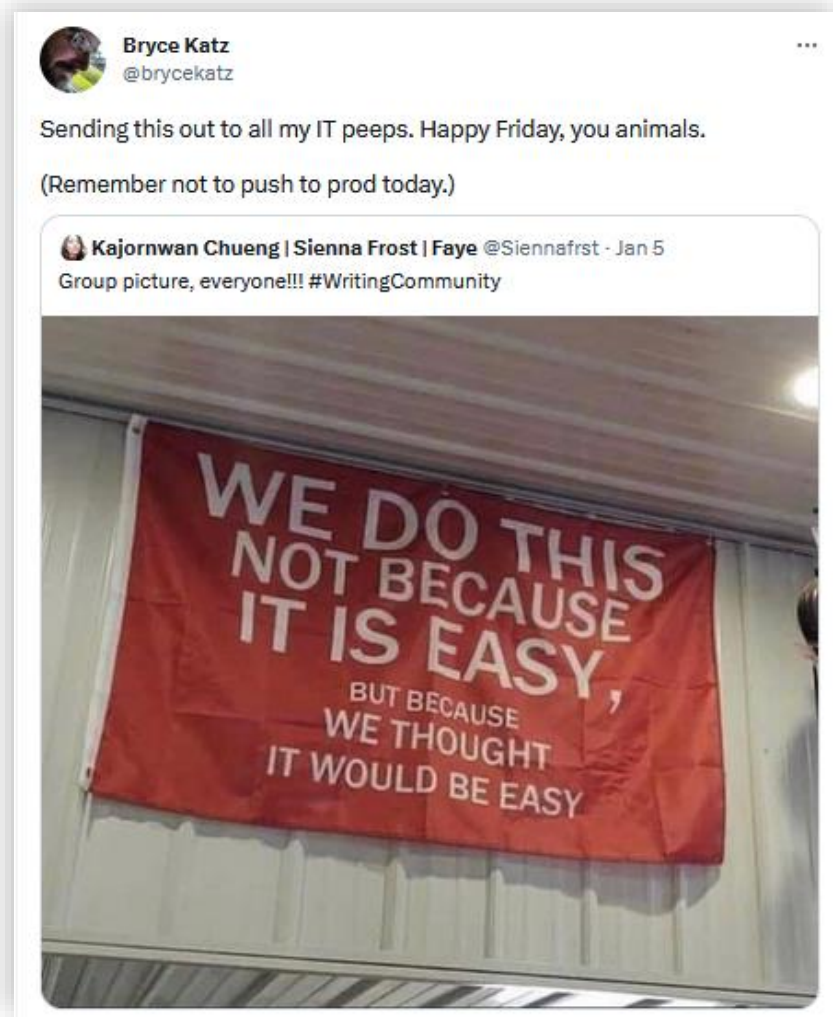 Bryce Katz
@brycekatz
Sending this out to all my IT peeps. Happy Friday, you animals.
(Remember not to push to prod today.)
Kajornwan Chueng | Sienna Frost | Faye @Siennafrst · Jan 5
Group picture, everyone!!! #WritingCommunity
WE DO THIS
NOT BECAUSE
IT IS EASY,
BUT BECAUSE
WE THOUGHT
IT WOULD BE EASY